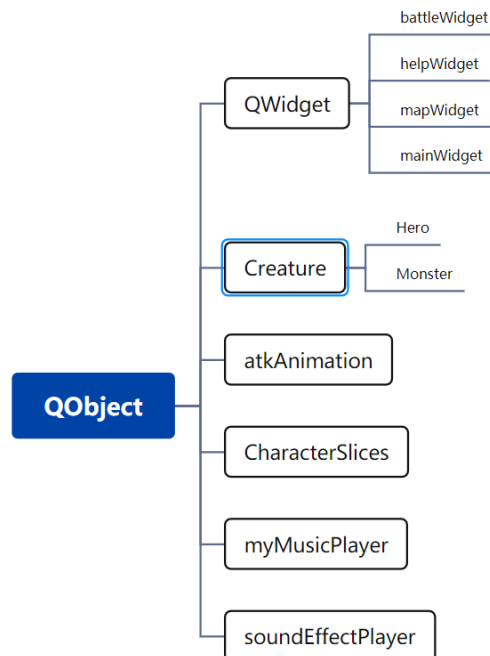 battleWidget
helpWidget
QWidget
mapWidget
mainWidget
Hero
Creature
Monster
atkAnimation
QObject
CharacterSlices
myMusicPlayer
soundEffectPlayer